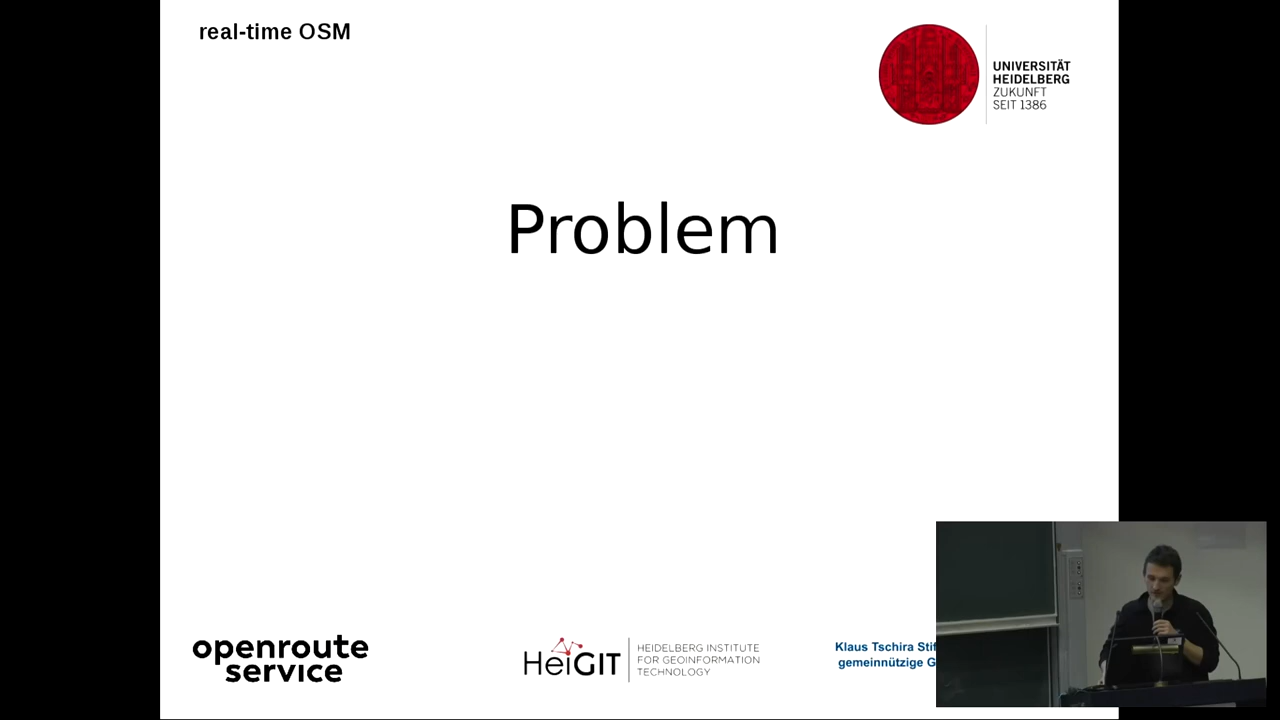 real-time OSM
UNIVERSITÄT
HEIDELBERG
ZUKUNFT
SEIT 1386
Problem
openroute
service
HeiGIT
HEIDELBERG INSTITUTE
FOR GEOINFORMATION
TECHNOLOGY
Klaus Tschira Stif
gemeinnützige G